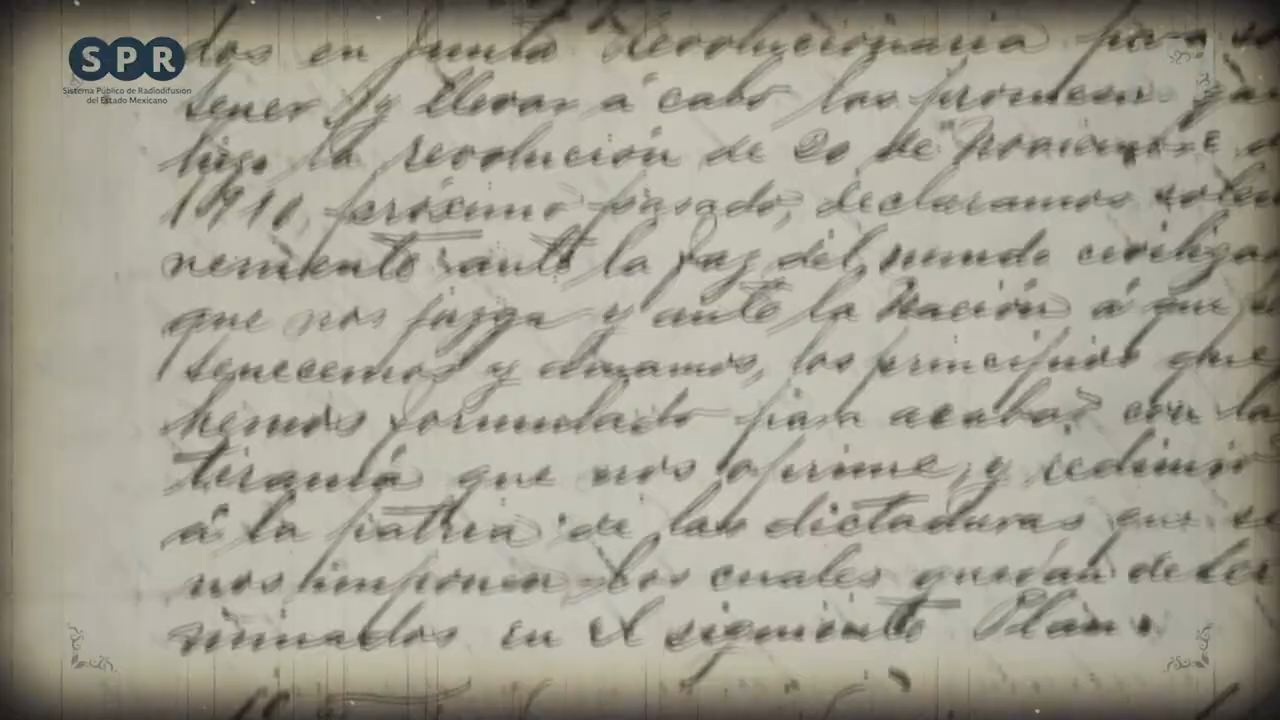 SPR
Sistema Público de Radiodifusión
del Estado Mexicano
dos en Junta Revolucionaria para so
tener y llevar á cabo las promesas que
hizo la revolución de 20 de Noviembre d
1910, próximo pasado, declaramos solem
nemente ante la faz del mundo civilizad
que nos juzga y ante la Nación á que p
tenecemos y amamos, los principios que
hemos formulado para acabar con la
tiranía que nos oprime, y redimir
á la patria de las dictaduras que se
nos imponen los cuales quedan deter
minados en el siguiente Plan.